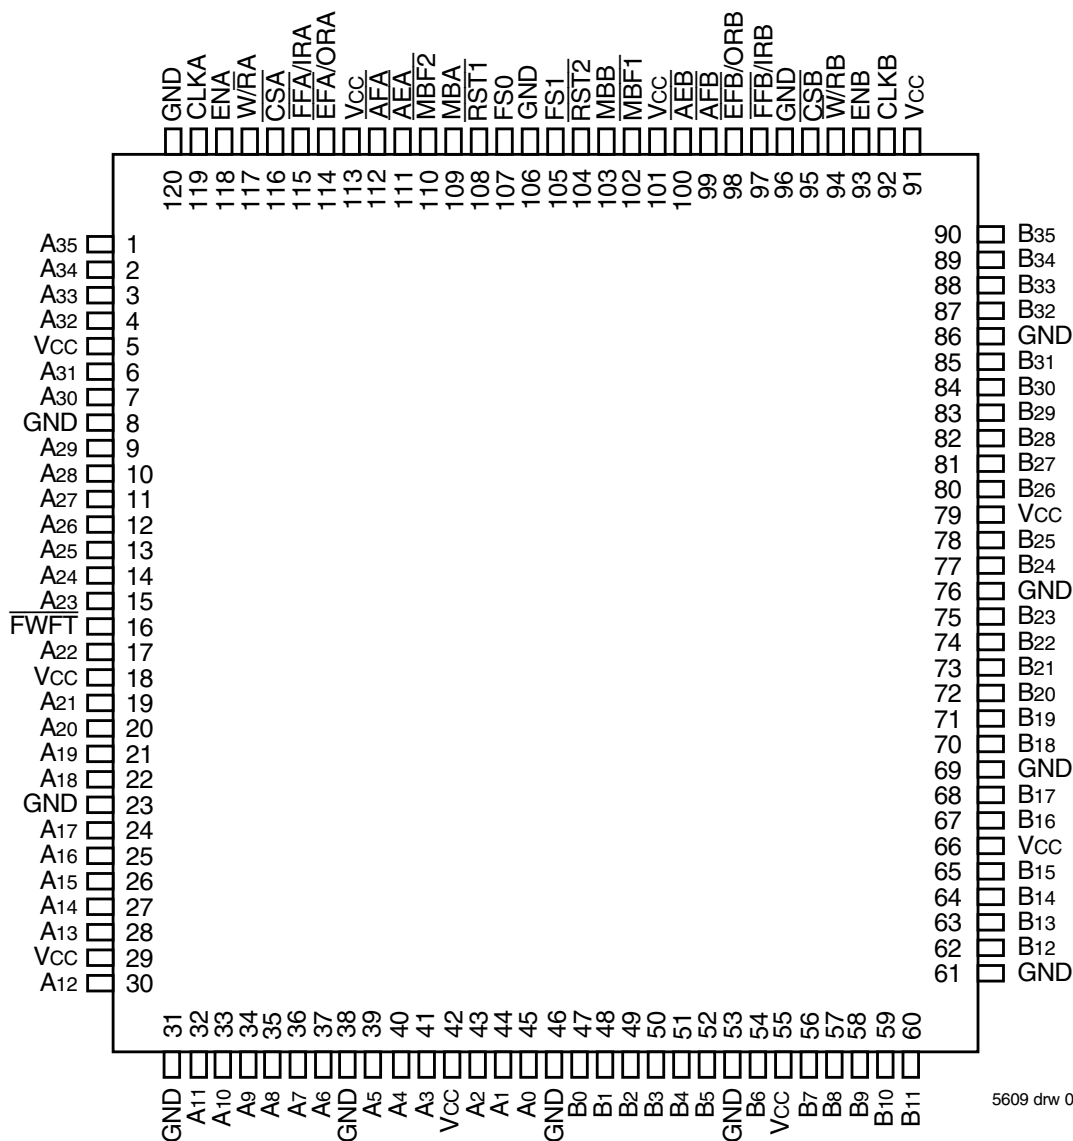 GND CLKA ENA W/RA CSA FFA/IRA EFA/ORA VCC AFA AEA MBF2 MBA RST1 FS0 GND FS1 RST2 MBB MBF1 VCC AEB AFB EFB/ORB FFB/IRB GND CSB W/RB ENB CLKB VCC
120 119 118 117 116 115 114 113 112 111 110 109 108 107 106 105 104 103 102 101 100 99 98 97 96 95 94 93 92 91
A35 1
A34 2
A33 3
A32 4
VCC 5
A31 6
A30 7
GND 8
A29 9
A28 10
A27 11
A26 12
A25 13
A24 14
A23 15
FWFT 16
A22 17
VCC 18
A21 19
A20 20
A19 21
A18 22
GND 23
A17 24
A16 25
A15 26
A14 27
A13 28
VCC 29
A12 30
90 B35
89 B34
88 B33
87 B32
86 GND
85 B31
84 B30
83 B29
82 B28
81 B27
80 B26
79 VCC
78 B25
77 B24
76 GND
75 B23
74 B22
73 B21
72 B20
71 B19
70 B18
69 GND
68 B17
67 B16
66 VCC
65 B15
64 B14
63 B13
62 B12
61 GND
31 32 33 34 35 36 37 38 39 40 41 42 43 44 45 46 47 48 49 50 51 52 53 54 55 56 57 58 59 60
GND A11 A10 A9 A8 A7 A6 GND A5 A4 A3 VCC A2 A1 A0 GND B0 B1 B2 B3 B4 B5 GND B6 VCC B7 B8 B9 B10 B11
5609 drw 0